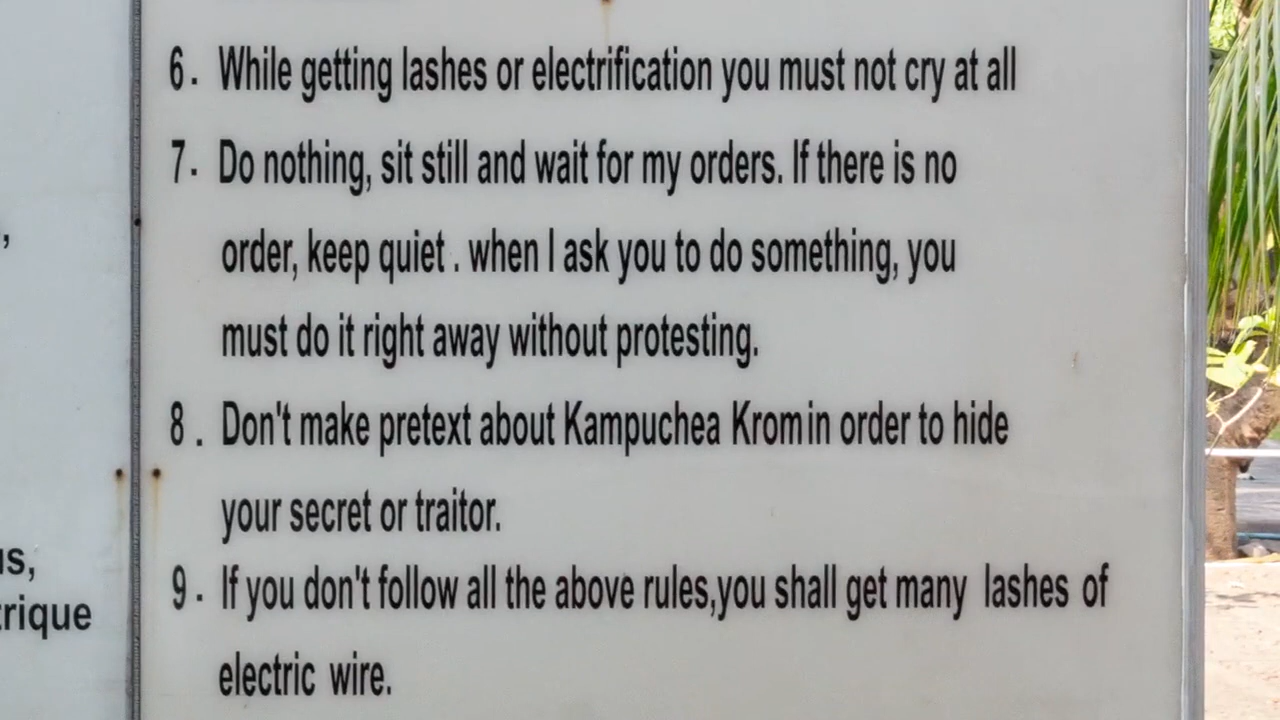 ,
us,
trique
6. While getting lashes or electrification you must not cry at all
7. Do nothing, sit still and wait for my orders. If there is no
order, keep quiet . when I ask you to do something, you
must do it right away without protesting.
8 . Don't make pretext about Kampuchea Krom in order to hide
your secret or traitor.
9 . If you don't follow all the above rules,you shall get many lashes of
electric wire.